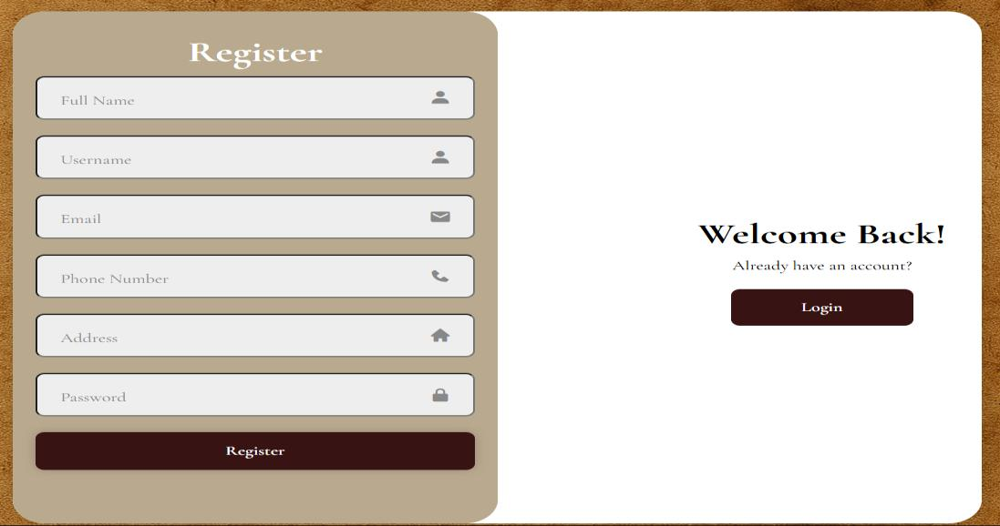 Register
Full Name
Username
Email
Phone Number
Address
Password
Register
Welcome Back!
Already have an account?
Login